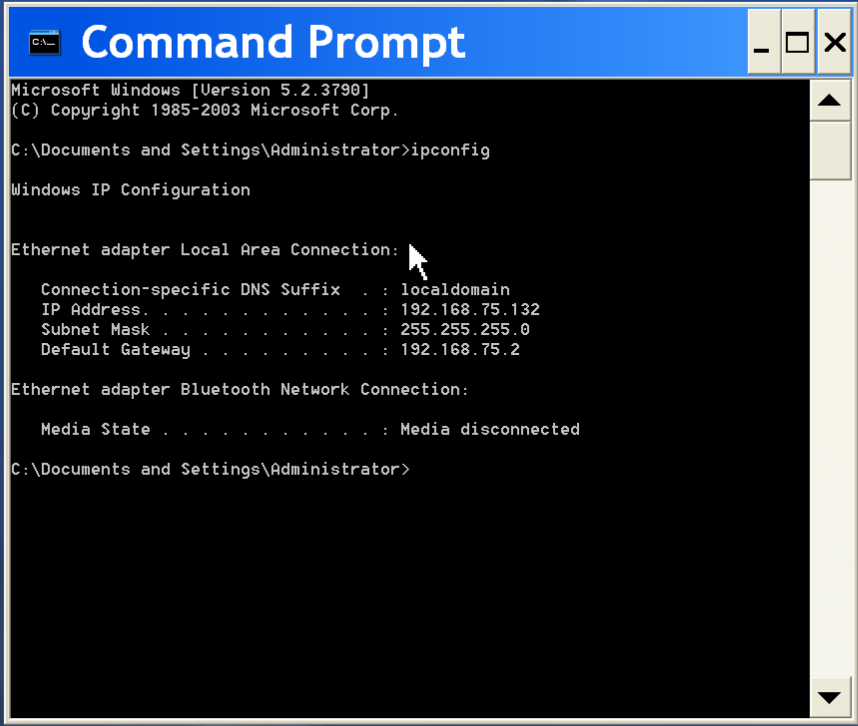 C:\_
Command Prompt
Microsoft Windows [Version 5.2.3790]
(C) Copyright 1985-2003 Microsoft Corp.
C:\Documents and Settings\Administrator>ipconfig
Windows IP Configuration
Ethernet adapter Local Area Connection:
Connection-specific DNS Suffix  . : localdomain
IP Address. . . . . . . . . . . . : 192.168.75.132
Subnet Mask . . . . . . . . . . . : 255.255.255.0
Default Gateway . . . . . . . . . : 192.168.75.2
Ethernet adapter Bluetooth Network Connection:
Media State . . . . . . . . . . . : Media disconnected
C:\Documents and Settings\Administrator>